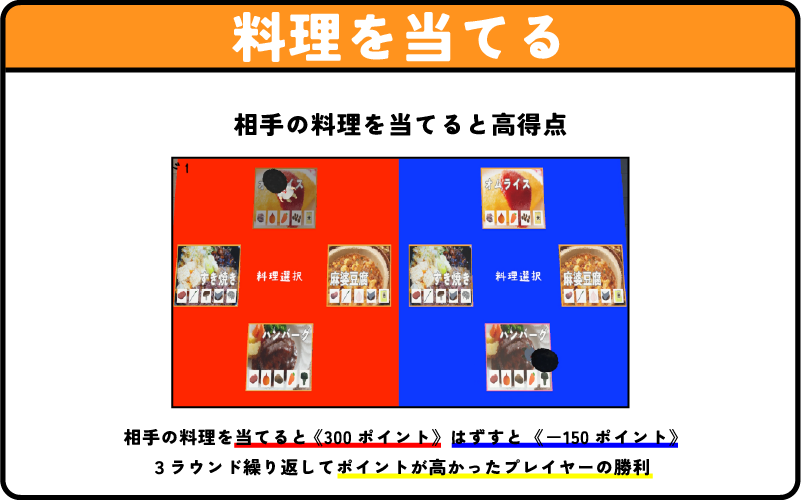 料理を当てる
相手の料理を当てると高得点
1
オムライス
すき焼き
料理選択
麻婆豆腐
ハンバーグ
オムライス
すき焼き
料理選択
麻婆豆腐
ハンバーグ
相手の料理を当てると《300 ポイント》はずすと《−150 ポイント》
3 ラウンド繰り返してポイントが高かったプレイヤーの勝利